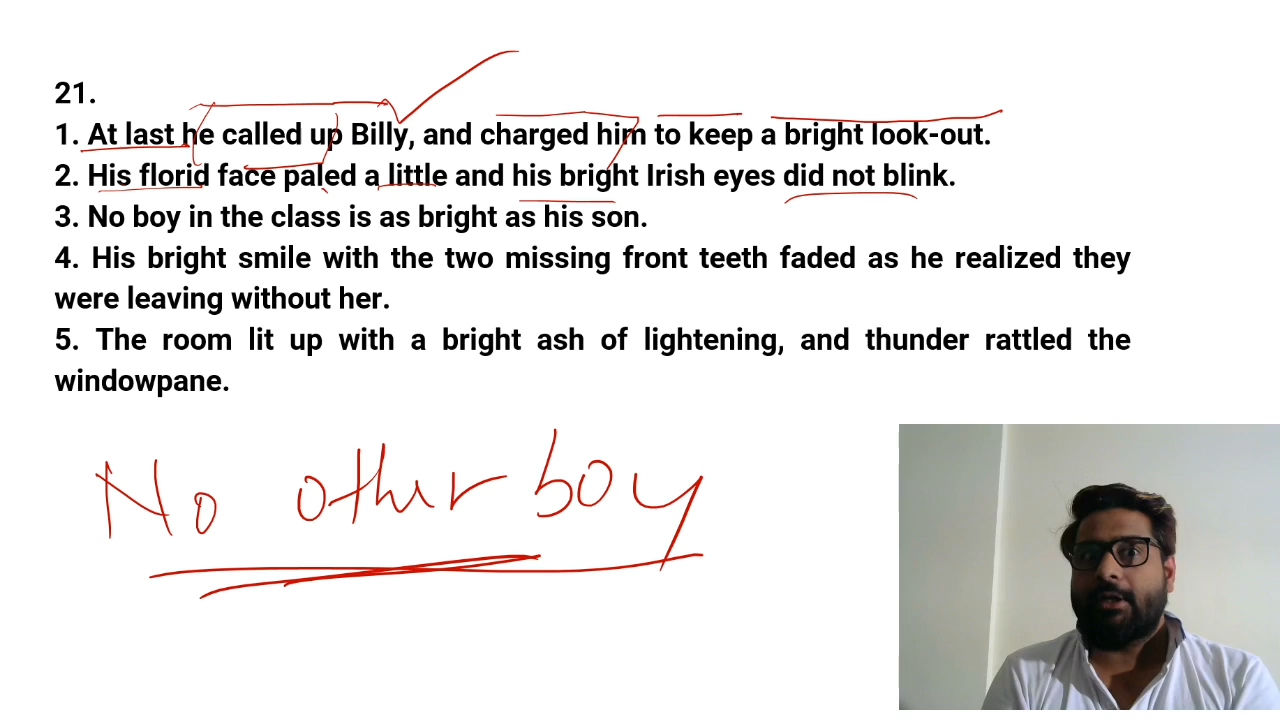 21.
1. At last he called up Billy, and charged him to keep a bright look-out.
2. His florid face paled a little and his bright Irish eyes did not blink.
3. No boy in the class is as bright as his son.
4. His bright smile with the two missing front teeth faded as he realized they
were leaving without her.
5. The room lit up with a bright ash of lightening, and thunder rattled the
windowpane.
No other boy